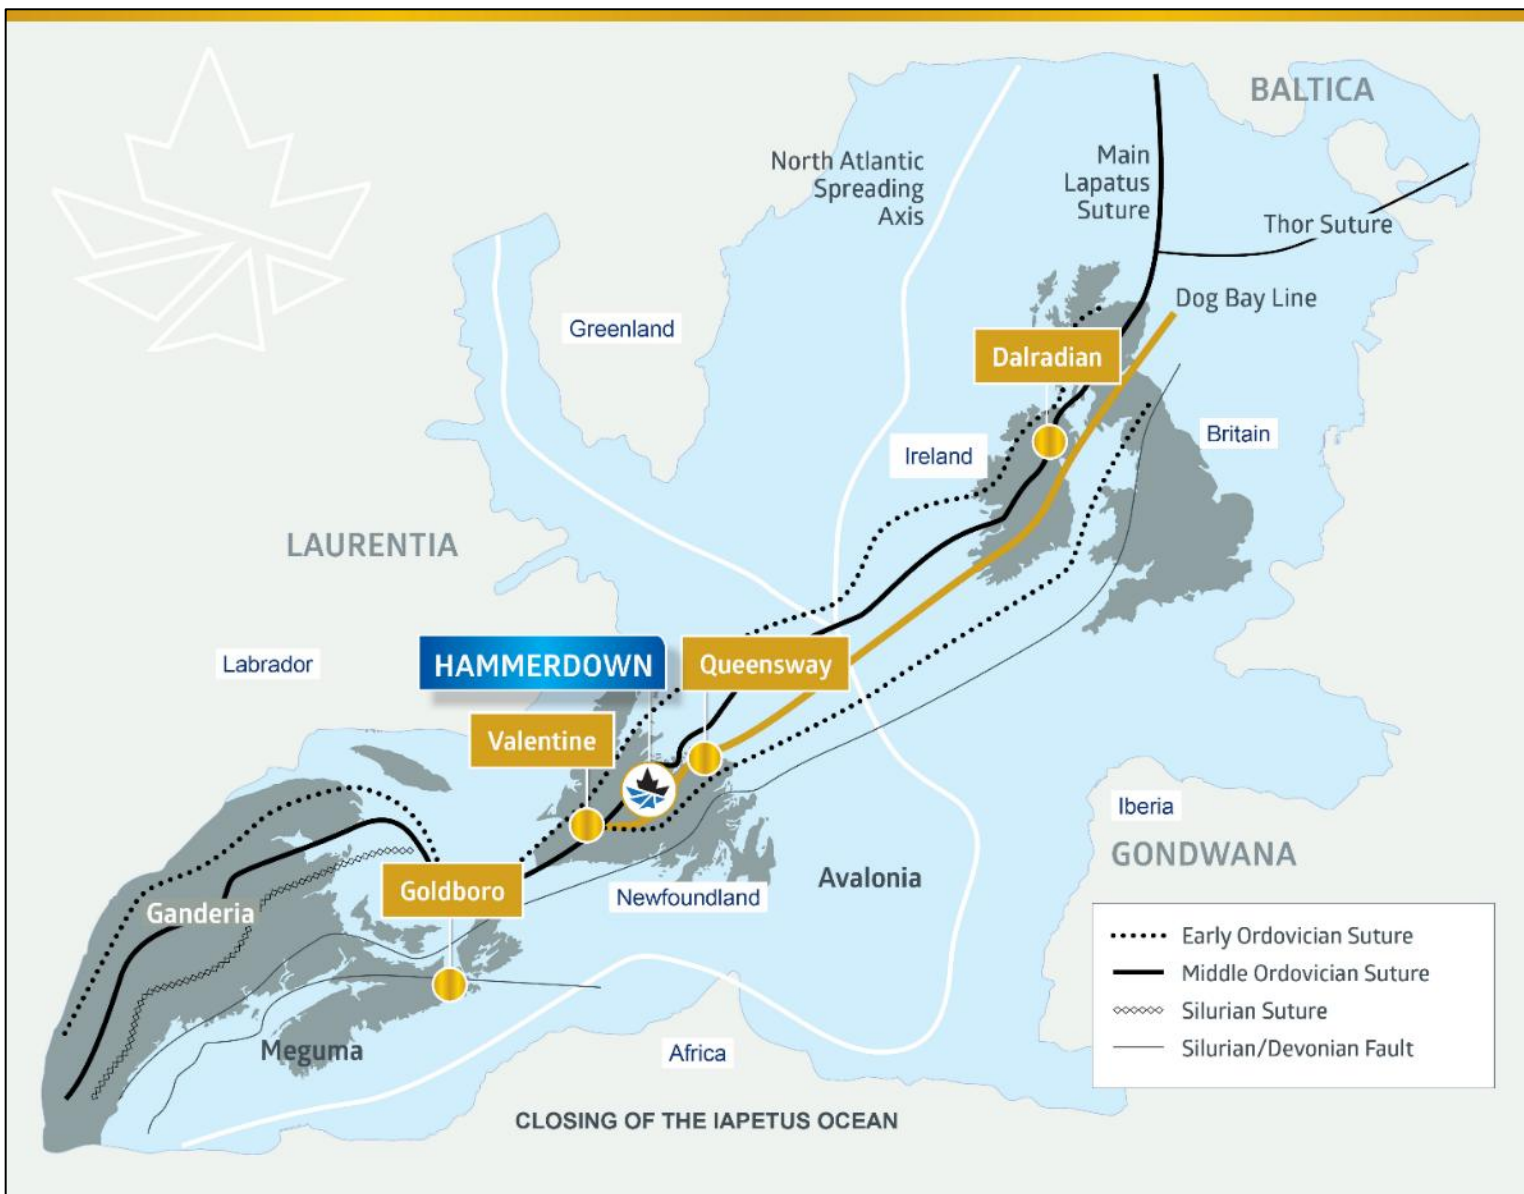 BALTICA
North Atlantic
Spreading
Axis
Main
Lapatus
Suture
Thor Suture
Dog Bay Line
Greenland
Dalradian
Ireland
Britain
LAURENTIA
Labrador
HAMMERDOWN
Queensway
Valentine
Iberia
GONDWANA
Goldboro
Avalonia
Newfoundland
Ganderia
Meguma
Africa
CLOSING OF THE IAPETUS OCEAN
Early Ordovician Suture
Middle Ordovician Suture
Silurian Suture
Silurian/Devonian Fault